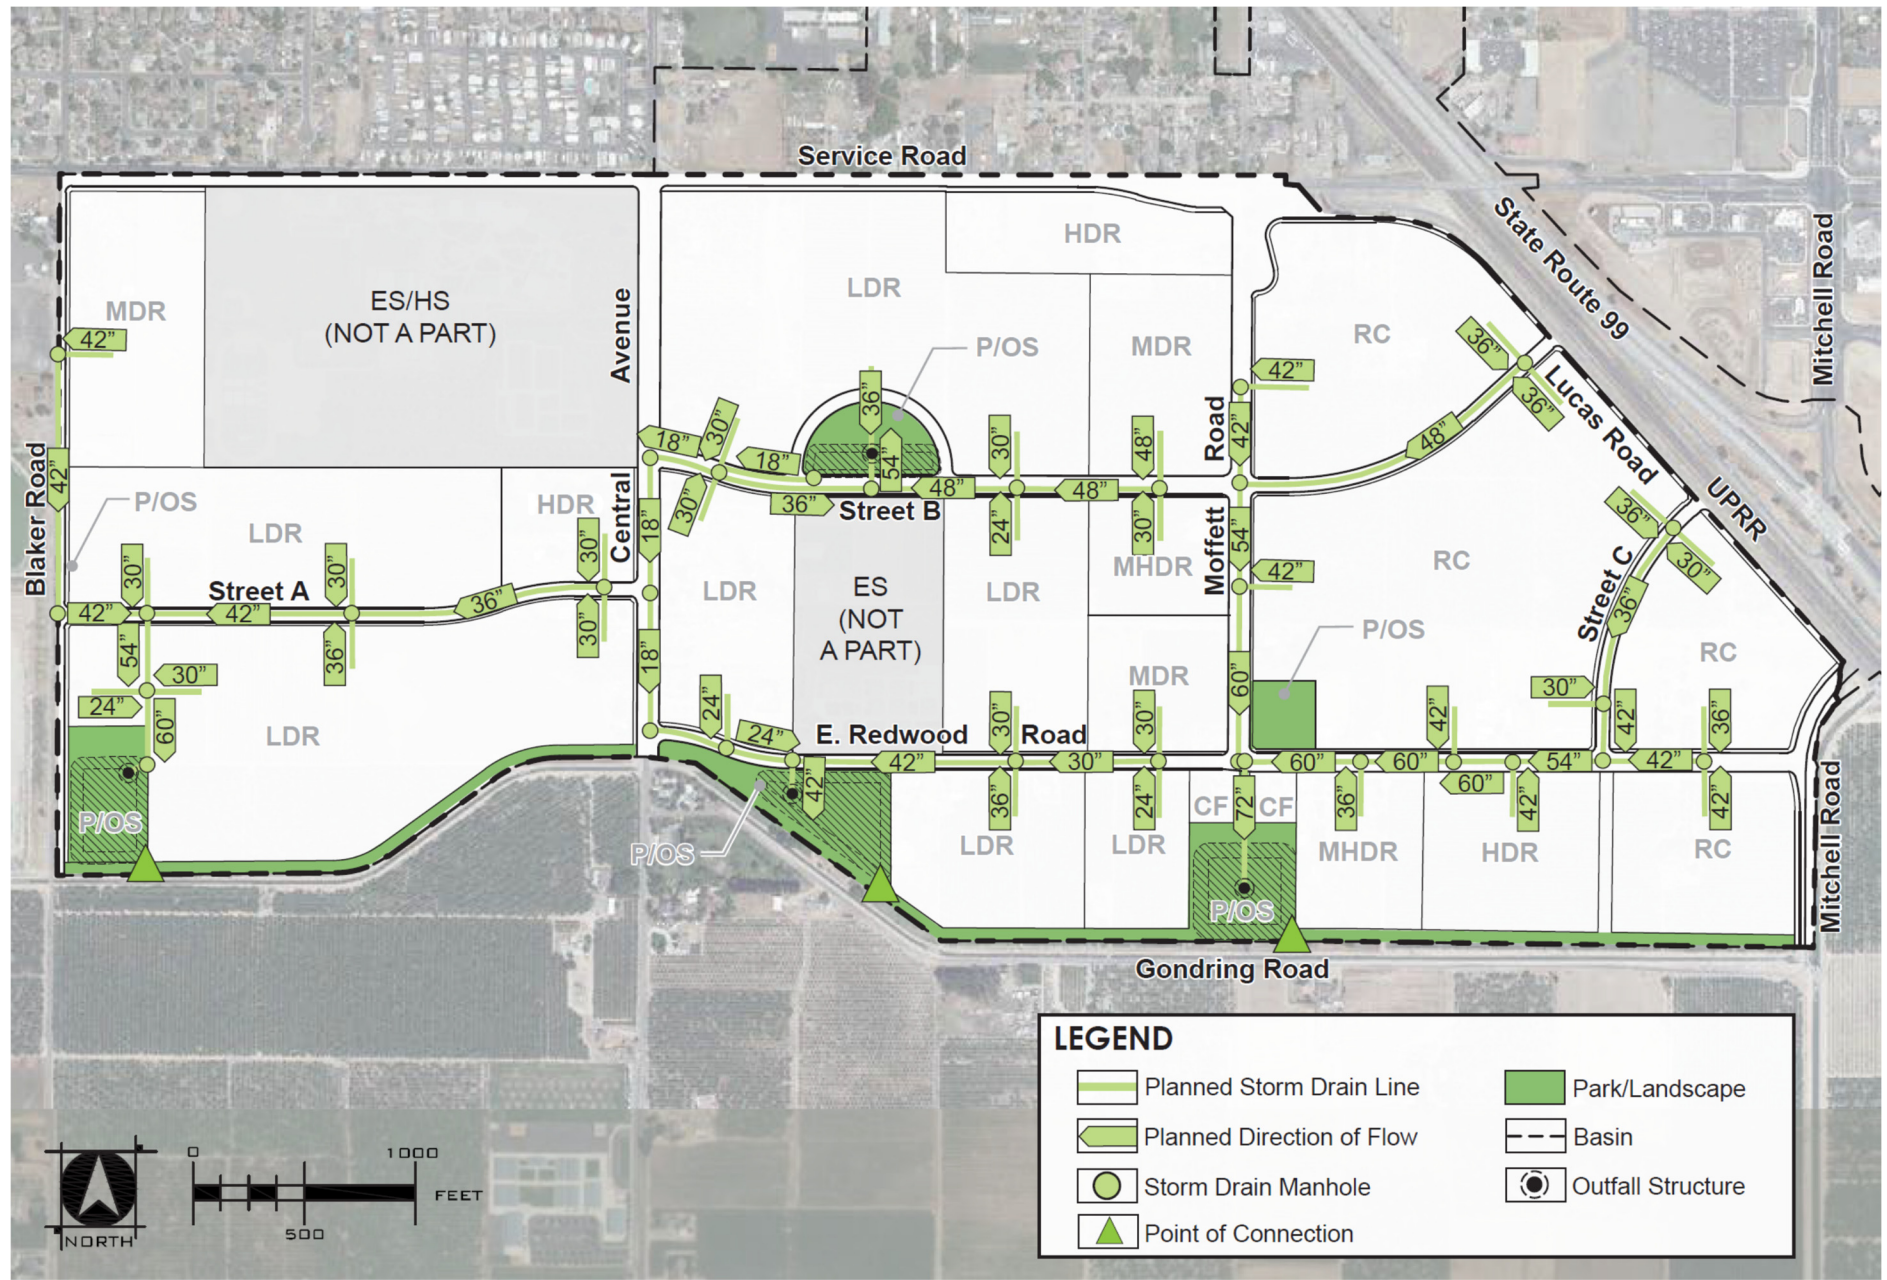 Service Road
State Route 99
Mitchell Road
HDR
LDR
ES/HS
(NOT A PART)
MDR
Avenue
P/OS
MDR
RC
42”
36”
42”
42”
36”
36”
Lucas Road
Road
48”
18”
30”
18”
30”
48”
54”
48”
48”
36”
Street B
30”
24”
30”
Blaker Road
42”
P/OS
LDR
HDR
30”
Central
18”
ES
(NOT
A PART)
LDR
LDR
MHDR
Moffett
54”
42”
RC
36”
30”
UPRR
Street C
36”
30”
30”
Street A
42”
42”
36”
30”
54”
36”
30”
24”
60”
LDR
18”
24”
24”
E. Redwood Road
MDR
30”
30”
60”
P/OS
RC
30”
42”
42”
36”
42”
30”
60”
60”
60”
54”
42”
42”
36”
24”
72”
36”
42”
42”
CF
CF
P/OS
P/OS
LDR
LDR
P/OS
MHDR
HDR
RC
Mitchell Road
Gondring Road
LEGEND
Planned Storm Drain Line
Planned Direction of Flow
Storm Drain Manhole
Point of Connection
Park/Landscape
Basin
Outfall Structure
0
1000
500
FEET
NORTH